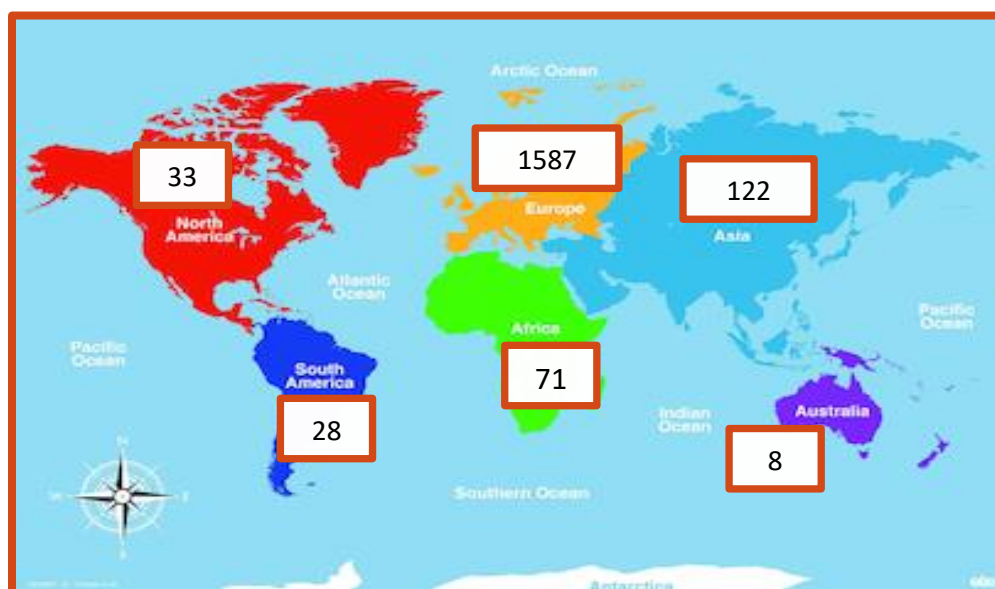 Arctic Ocean
1587
33
122
Europe
North
America
Asia
Atlantic
Ocean
Pacific
Ocean
Africa
Pacific
Ocean
South
America
71
Australia
Indian
Ocean
28
8
N
W
E
S
Southern Ocean
Antarctica